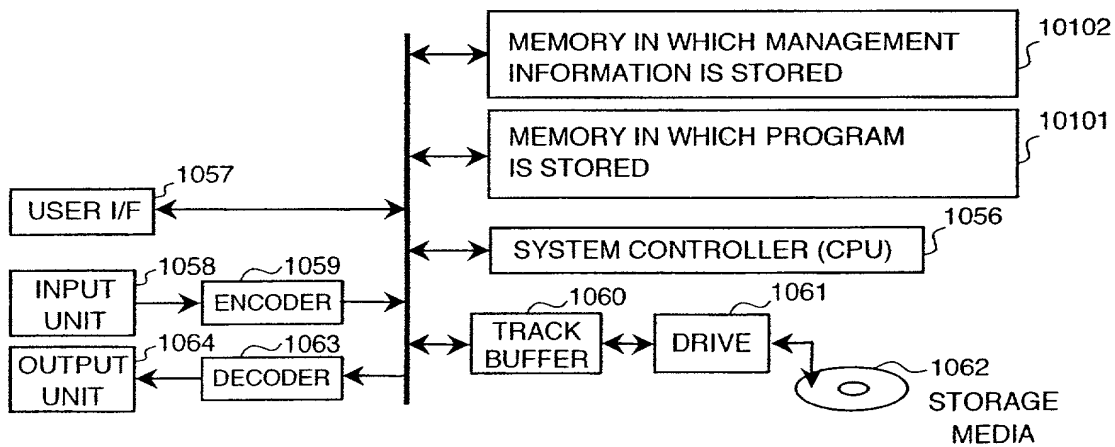 MEMORY IN WHICH MANAGEMENT
INFORMATION IS STORED
10102
MEMORY IN WHICH PROGRAM
IS STORED
10101
1057
USER I/F
1056
SYSTEM CONTROLLER (CPU)
1058
INPUT
UNIT
1059
ENCODER
1060
TRACK
BUFFER
1061
DRIVE
1064
OUTPUT
UNIT
1063
DECODER
1062
STORAGE
MEDIA